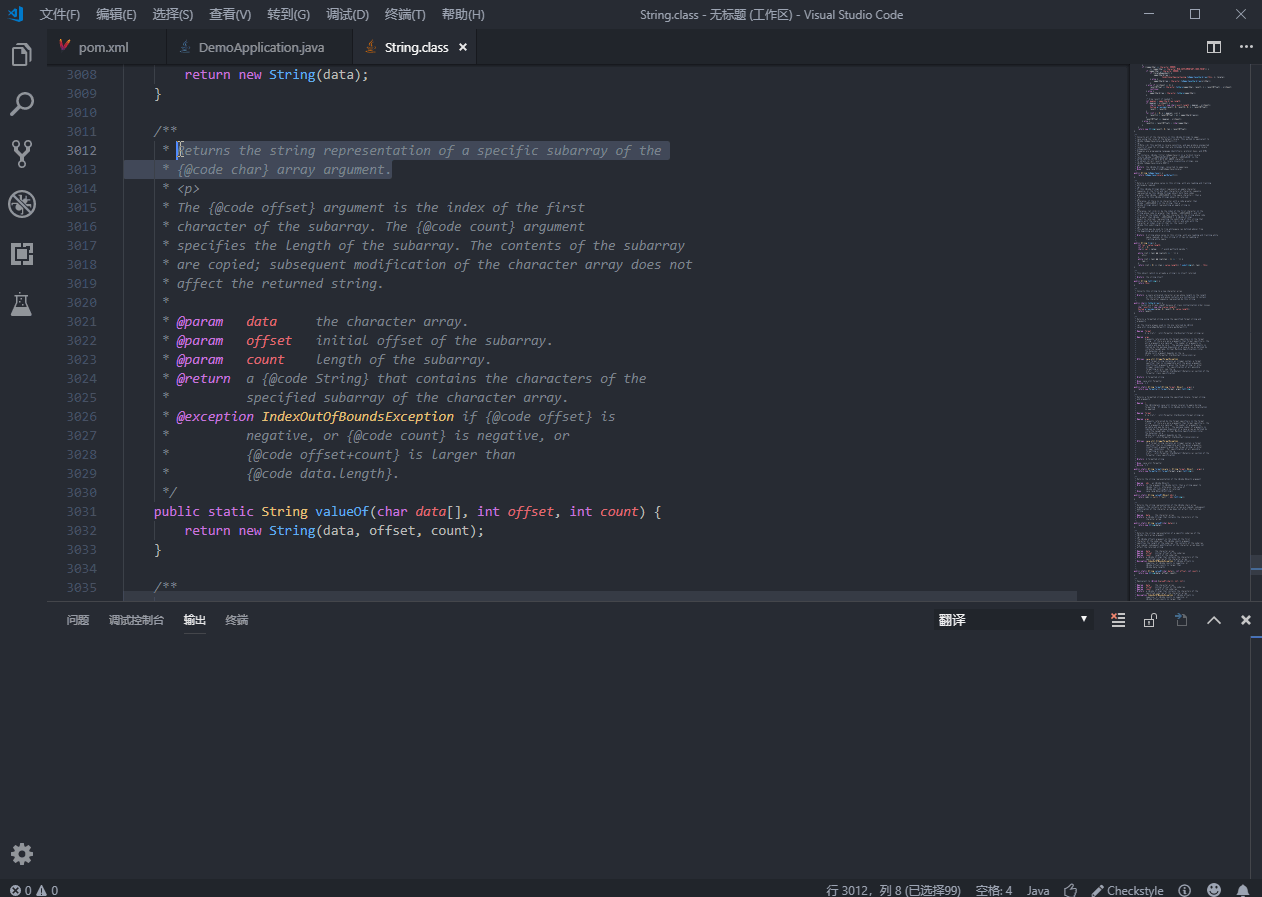 文件(F) 编辑(E) 选择(S) 查看(V) 转到(G) 调试(D) 终端(T) 帮助(H) String.class - 无标题 (工作区) - Visual Studio Code
pom.xml DemoApplication.java String.class
3008 return new String(data);
3009 }
3010
3011 /**
3012 * Returns the string representation of a specific subarray of the
3013 * {@code char} array argument.
3014 * <p>
3015 * The {@code offset} argument is the index of the first
3016 * character of the subarray. The {@code count} argument
3017 * specifies the length of the subarray. The contents of the subarray
3018 * are copied; subsequent modification of the character array does not
3019 * affect the returned string.
3020 *
3021 * @param data the character array.
3022 * @param offset initial offset of the subarray.
3023 * @param count length of the subarray.
3024 * @return a {@code String} that contains the characters of the
3025 * specified subarray of the character array.
3026 * @exception IndexOutOfBoundsException if {@code offset} is
3027 * negative, or {@code count} is negative, or
3028 * {@code offset+count} is larger than
3029 * {@code data.length}.
3030 */
3031 public static String valueOf(char data[], int offset, int count) {
3032 return new String(data, offset, count);
3033 }
3034
3035 /**
问题 调试控制台 输出 终端 翻译
0 0 行 3012，列 8 (已选择99) 空格: 4 Java Checkstyle